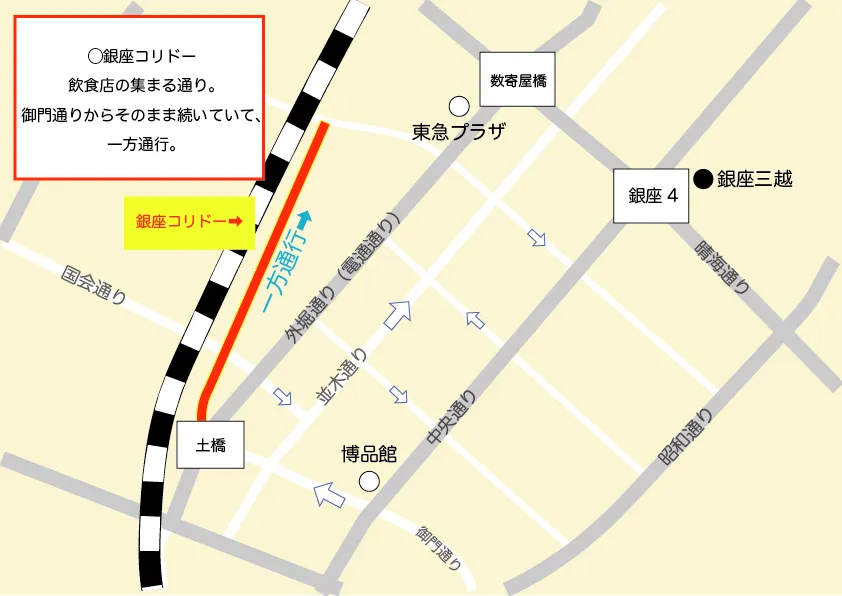 〇銀座コリドー
飲食店の集まる通り。
御門通りからそのまま続いていて、
一方通行。
銀座コリドー➡
一方通行➡
数寄屋橋
東急プラザ
銀座4
銀座三越
晴海通り
国会通り
外堀通り（電通通り）
並木通り
中央通り
昭和通り
土橋
博品館
御門通り